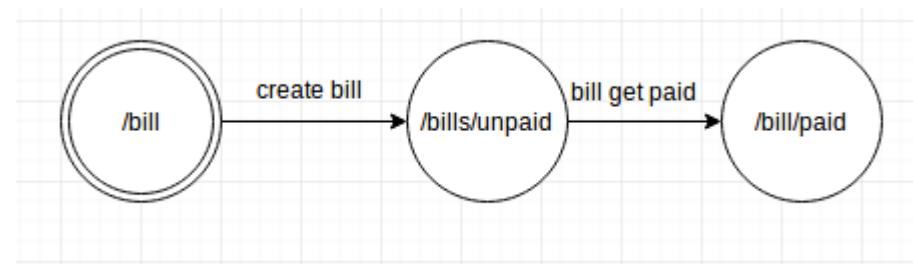 /bill
create bill
/bills/unpaid
bill get paid
/bill/paid